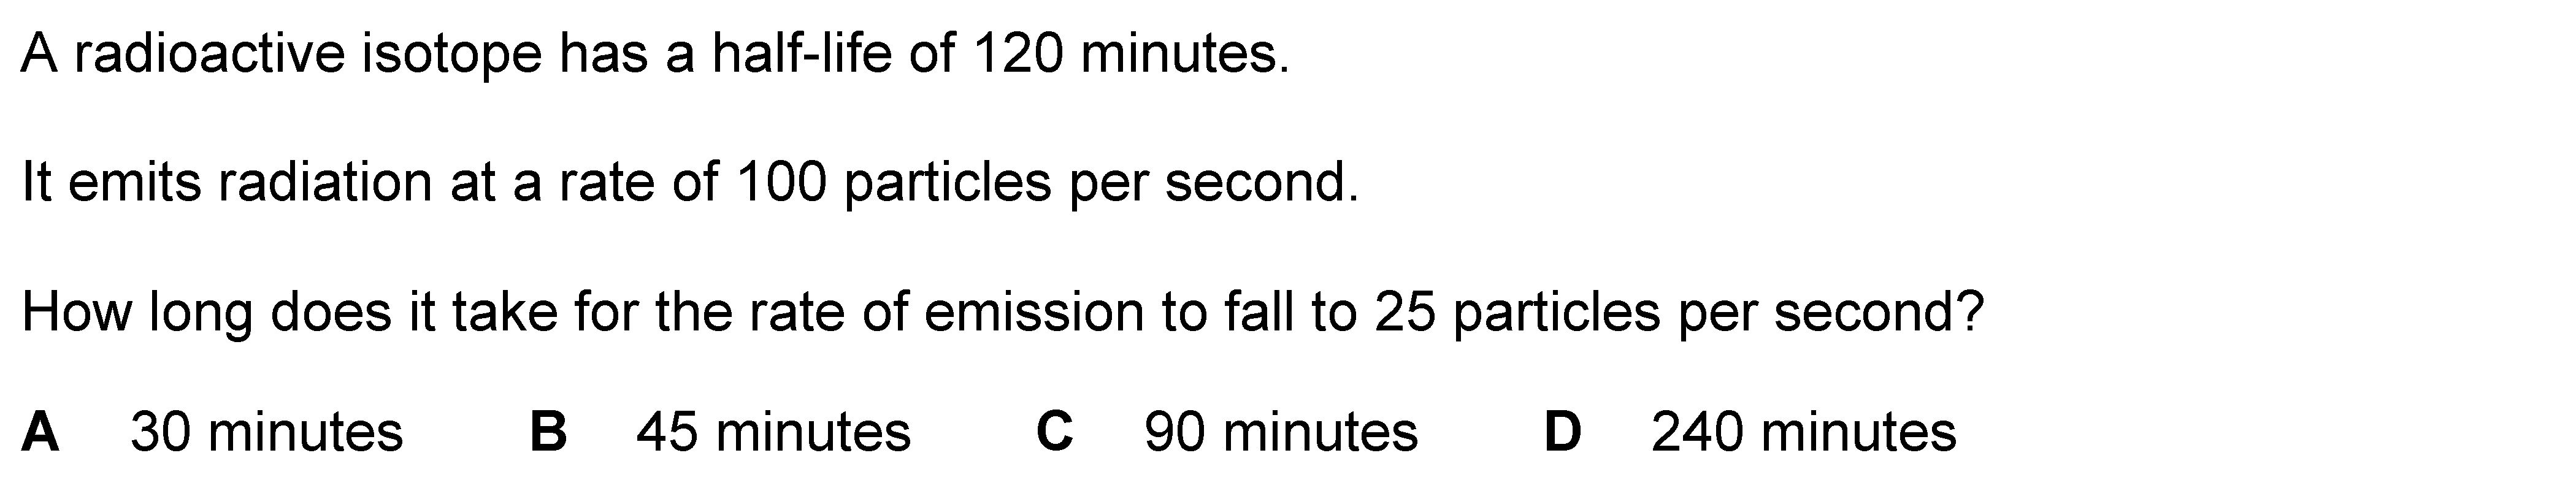 A radioactive isotope has a half-life of 120 minutes.
It emits radiation at a rate of 100 particles per second.
How long does it take for the rate of emission to fall to 25 particles per second?
A 30 minutes B 45 minutes C 90 minutes D 240 minutes